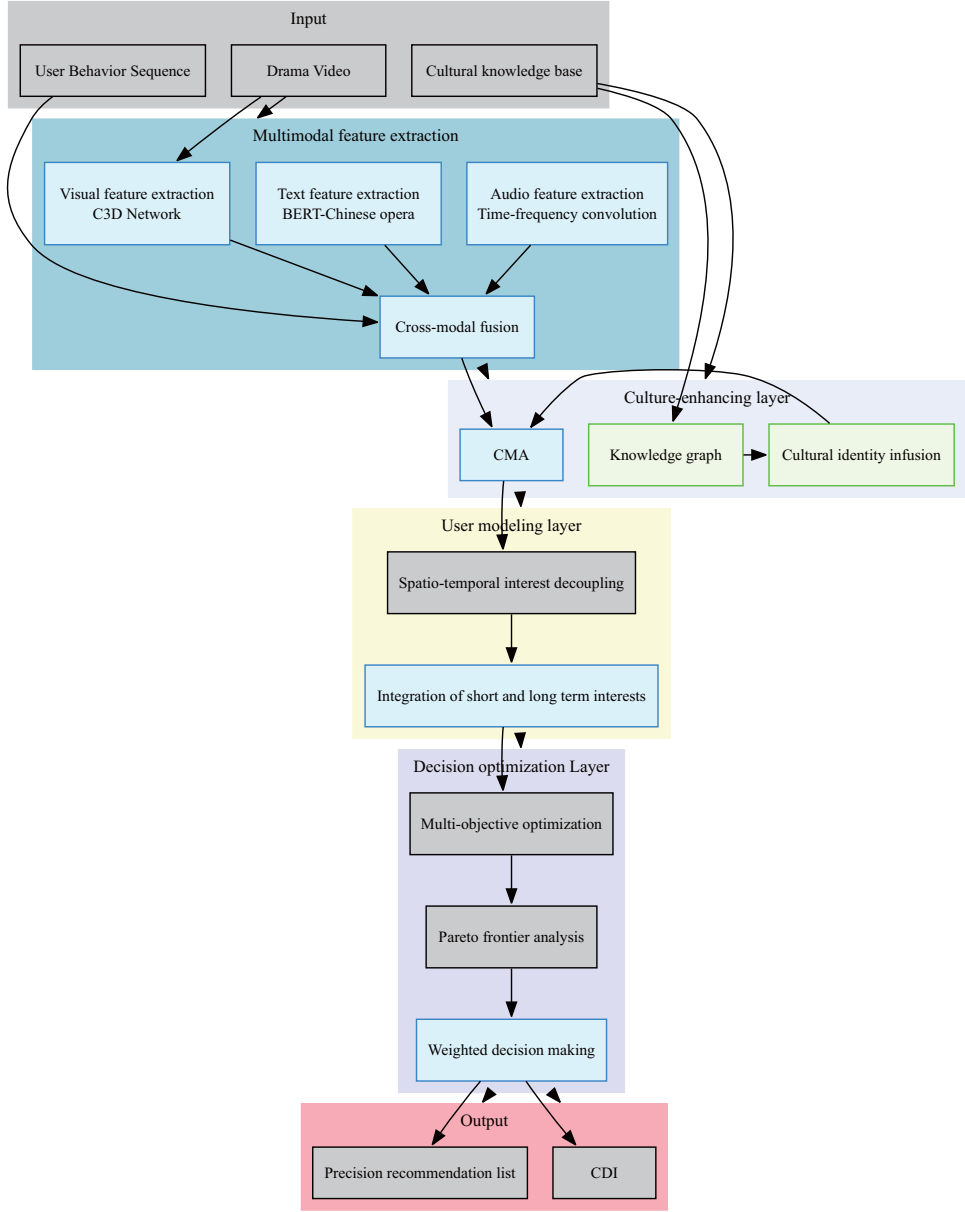 Input
User Behavior Sequence
Drama Video
Cultural knowledge base
Multimodal feature extraction
Visual feature extraction
C3D Network
Text feature extraction
BERT-Chinese opera
Audio feature extraction
Time-frequency convolution
Cross-modal fusion
Culture-enhancing layer
CMA
Knowledge graph
Cultural identity infusion
User modeling layer
Spatio-temporal interest decoupling
Integration of short and long term interests
Decision optimization Layer
Multi-objective optimization
Pareto frontier analysis
Weighted decision making
Output
Precision recommendation list
CDI